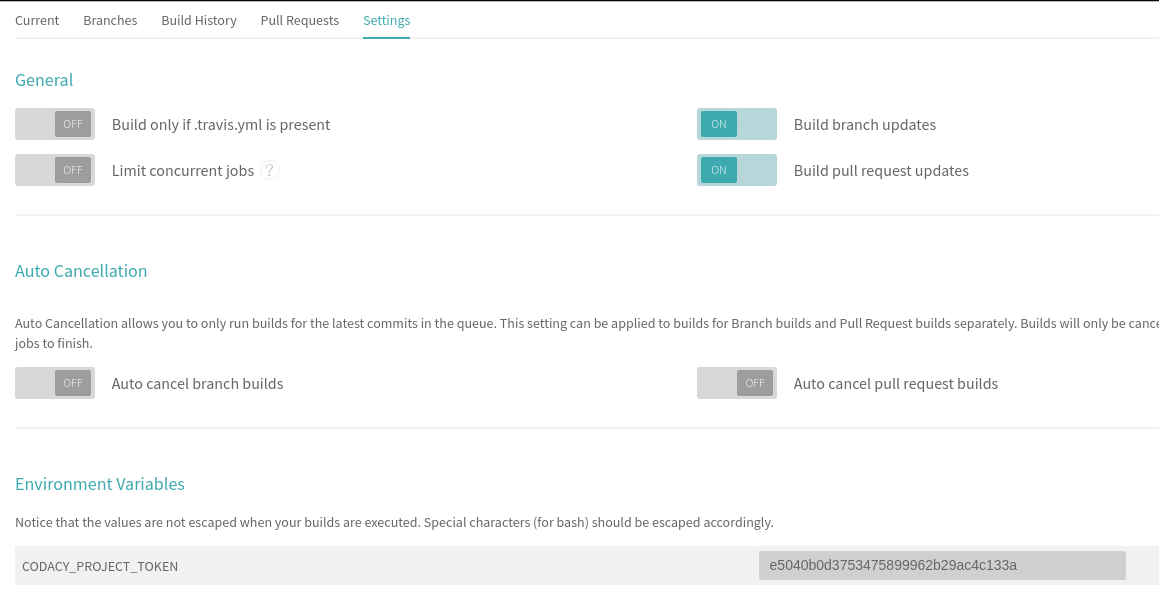 Current Branches Build History Pull Requests Settings
General
OFF Build only if .travis.yml is present ON Build branch updates
OFF Limit concurrent jobs ? ON Build pull request updates
Auto Cancellation
Auto Cancellation allows you to only run builds for the latest commits in the queue. This setting can be applied to builds for Branch builds and Pull Request builds separately. Builds will only be cance
jobs to finish.
OFF Auto cancel branch builds OFF Auto cancel pull request builds
Environment Variables
Notice that the values are not escaped when your builds are executed. Special characters (for bash) should be escaped accordingly.
CODACY_PROJECT_TOKEN e5040b0d3753475899962b29ac4c133a